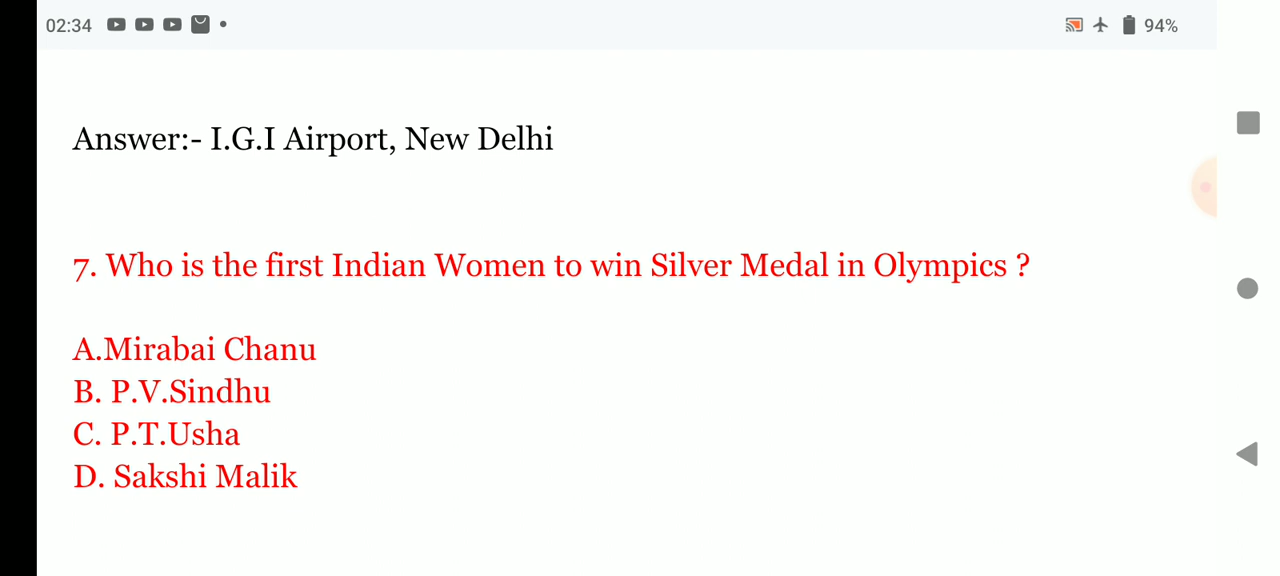 02:34 94%
Answer:- I.G.I Airport, New Delhi
7. Who is the first Indian Women to win Silver Medal in Olympics ?
A.Mirabai Chanu
B. P.V.Sindhu
C. P.T.Usha
D. Sakshi Malik